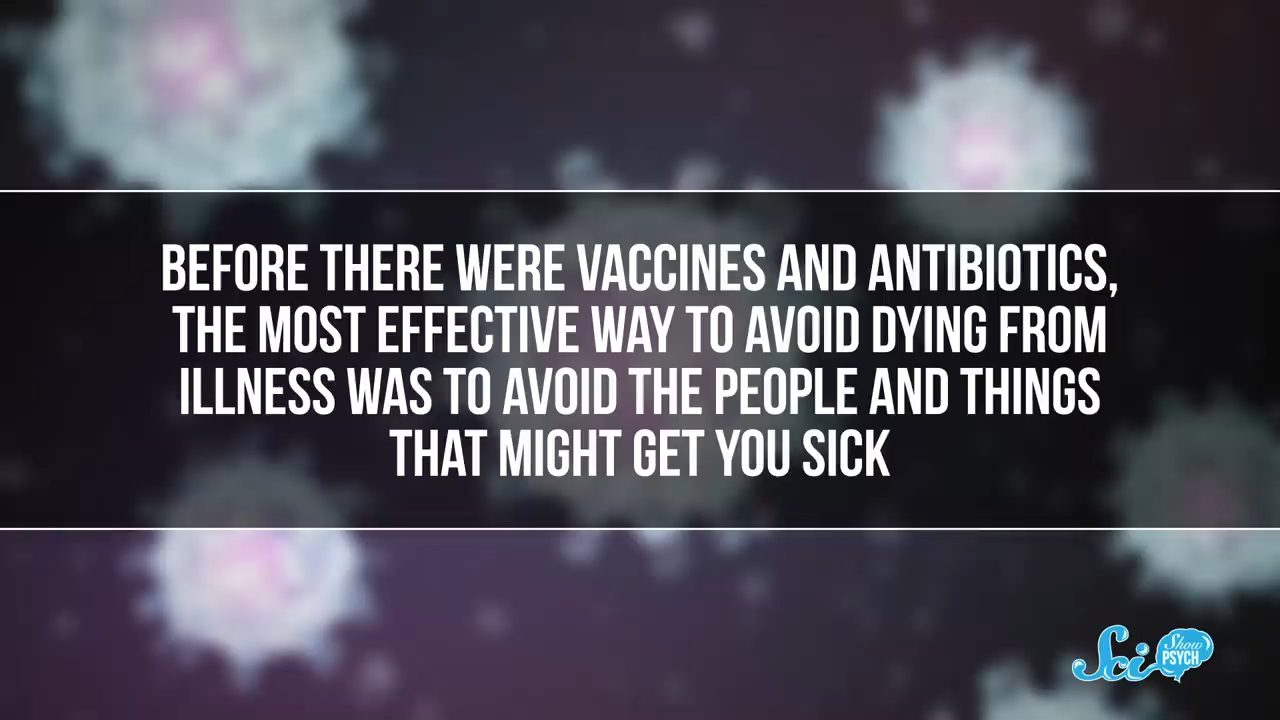 BEFORE THERE WERE VACCINES AND ANTIBIOTICS,
THE MOST EFFECTIVE WAY TO AVOID DYING FROM
ILLNESS WAS TO AVOID THE PEOPLE AND THINGS
THAT MIGHT GET YOU SICK
Sci Show
PSYCH